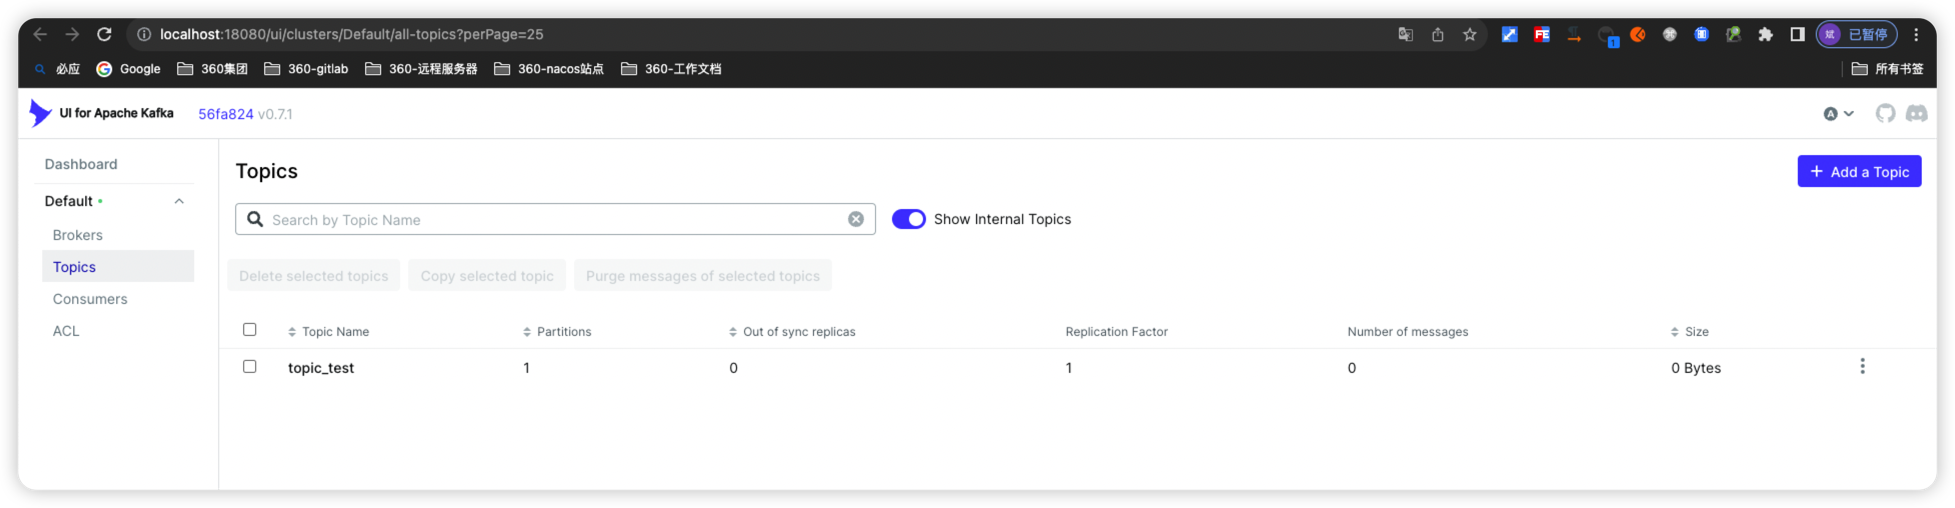 localhost:18080/ui/clusters/Default/all-topics?perPage=25
FE
1
斌 已暂停
必应 Google 360集团 360-gitlab 360-远程服务器 360-nacos站点 360-工作文档 所有书签
UI for Apache Kafka 56fa824 v0.7.1
A
Dashboard
Default
Brokers
Topics
Consumers
ACL
Topics
+ Add a Topic
Search by Topic Name
Show Internal Topics
Delete selected topics Copy selected topic Purge messages of selected topics
Topic Name Partitions Out of sync replicas Replication Factor Number of messages Size
topic_test 1 0 1 0 0 Bytes